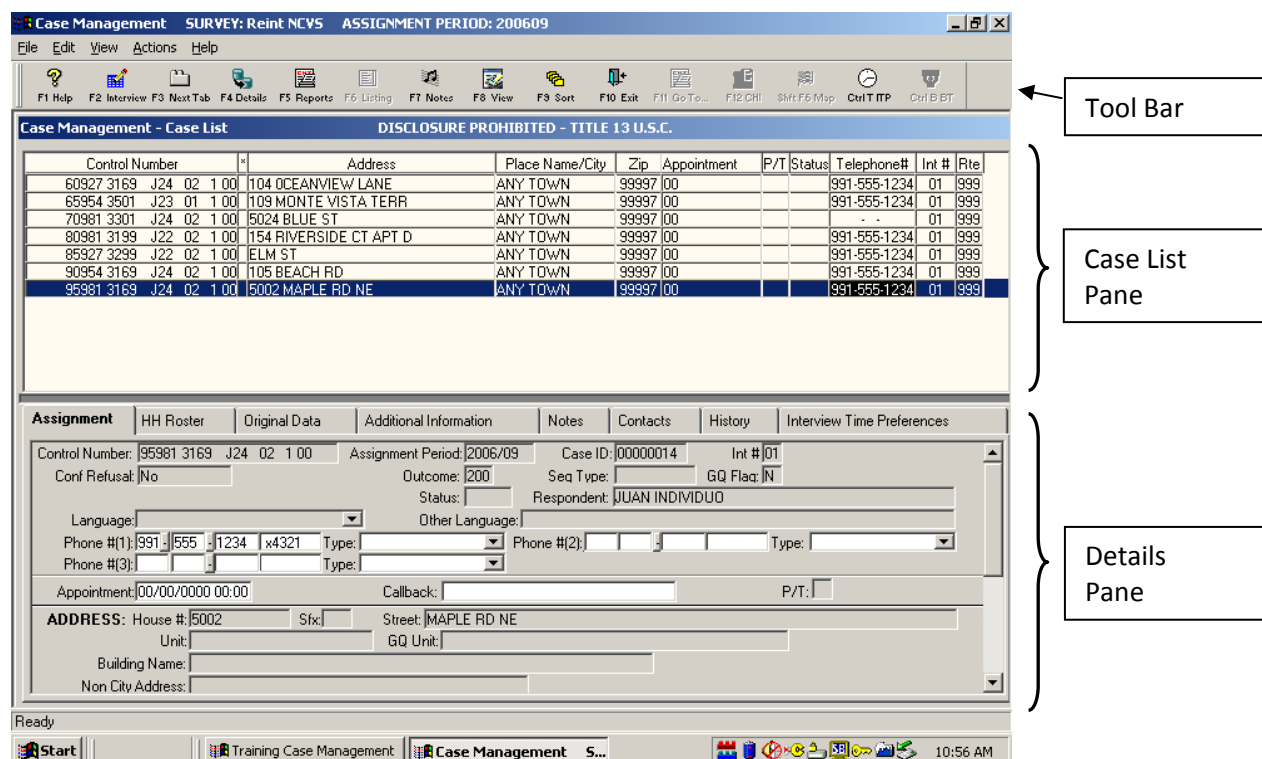 Case Management SURVEY: Reint NCVS ASSIGNMENT PERIOD: 200609
File Edit View Actions Help
F1 Help F2 Interview F3 Next Tab F4 Details F5 Reports F6 Listing F7 Notes F8 View F9 Sort F10 Exit F11 Go To... F12 CHI Shft F6 Map Ctrl T ITP Ctrl B BT
Tool Bar
Case Management - Case List DISCLOSURE PROHIBITED - TITLE 13 U.S.C.
Control Number * Address Place Name/City Zip Appointment P/T Status Telephone# Int # Rte
60927 3169 J24 02 1 00 104 OCEANVIEW LANE ANY TOWN 99997 00 991-555-1234 01 999
65954 3501 J23 01 1 00 109 MONTE VISTA TERR ANY TOWN 99997 00 991-555-1234 01 999
70981 3301 J24 02 1 00 5024 BLUE ST ANY TOWN 99997 00 - - 01 999
80981 3199 J22 02 1 00 154 RIVERSIDE CT APT D ANY TOWN 99997 00 991-555-1234 01 999
85927 3299 J22 02 1 00 ELM ST ANY TOWN 99997 00 991-555-1234 01 999
90954 3169 J24 02 1 00 105 BEACH RD ANY TOWN 99997 00 991-555-1234 01 999
95981 3169 J24 02 1 00 5002 MAPLE RD NE ANY TOWN 99997 00 991-555-1234 01 999
Case List
Pane
Assignment HH Roster Original Data Additional Information Notes Contacts History Interview Time Preferences
Control Number: 95981 3169 J24 02 1 00 Assignment Period: 2006/09 Case ID: 00000014 Int # 01
Conf Refusal: No Outcome: 200 Seq Type: GQ Flag: N
Status: Respondent: JUAN INDIVIDUO
Language: Other Language:
Phone #(1): 991 - 555 - 1234 x4321 Type: Phone #(2): - Type:
Phone #(3): - Type:
Appointment: 00/00/0000 00:00 Callback: P/T:
ADDRESS: House #: 5002 Sfx: Street: MAPLE RD NE
Unit: GQ Unit:
Building Name:
Non City Address:
Details
Pane
Ready
Start Training Case Management Case Management S... 10:56 AM